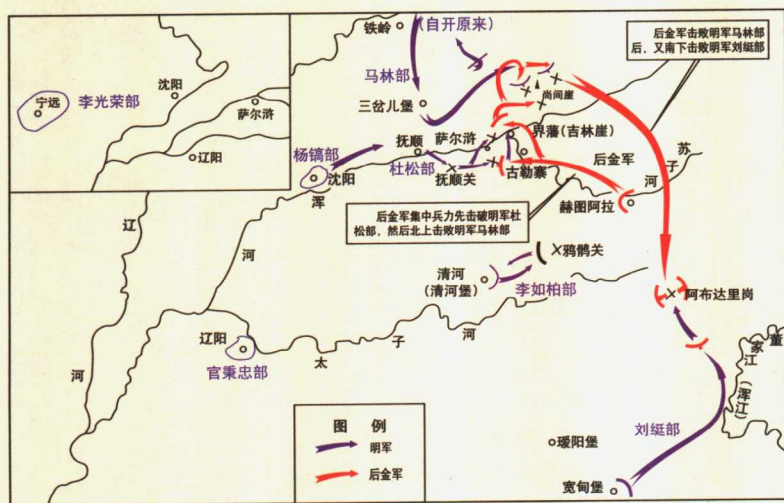 宁远
李光荣部
沈阳
萨尔浒
辽阳
铁岭
(自开原来)
马林部
三岔儿堡
尚间崖
后金军击败明军马林部
后，又南下击败明军刘𬘩部
杨镐部
沈阳
抚顺
杜松部
抚顺关
萨尔浒
界藩(吉林崖)
古勒寨
后金军
苏
子
河
赫图阿拉
浑
河
后金军集中兵力先击破明军杜
松部，然后北上击败明军马林部
辽
河
清河
(清河堡)
鸦鹘关
李如柏部
阿布达里岗
辽阳
官秉忠部
太
子
河
董
家
江
(浑江)
图 例
明军
后金军
瑷阳堡
宽甸堡
刘𬘩部